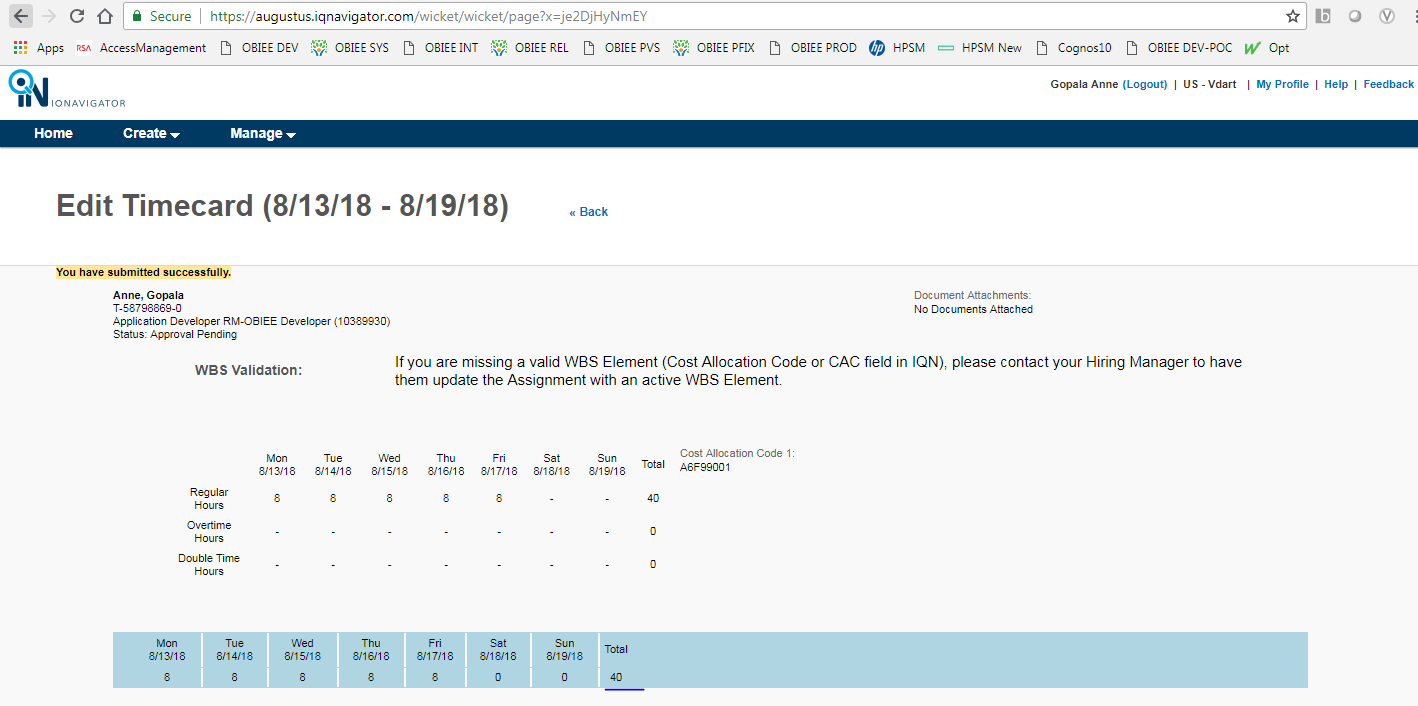 Secure https://augustus.iqnavigator.com/wicket/wicket/page?x=je2DjHyNmEY
Apps RSA AccessManagement OBIEE DEV OBIEE SYS OBIEE INT OBIEE REL OBIEE PVS OBIEE PFIX OBIEE PROD hp HPSM HPSM New Cognos10 OBIEE DEV-POC Opt
IQN IQNAVIGATOR
Gopala Anne (Logout) | US - Vdart | My Profile | Help | Feedback
Home Create Manage
Edit Timecard (8/13/18 - 8/19/18) « Back
You have submitted successfully.
Anne, Gopala
T-58798869-0
Application Developer RM-OBIEE Developer (10389930)
Status: Approval Pending
Document Attachments:
No Documents Attached
WBS Validation:
If you are missing a valid WBS Element (Cost Allocation Code or CAC field in IQN), please contact your Hiring Manager to have
them update the Assignment with an active WBS Element.
Mon Tue Wed Thu Fri Sat Sun Total
8/13/18 8/14/18 8/15/18 8/16/18 8/17/18 8/18/18 8/19/18
Cost Allocation Code 1:
A6F99001
Regular
Hours 8 8 8 8 8 - - 40
Overtime
Hours - - - - - - - 0
Double Time
Hours - - - - - - - 0
Mon Tue Wed Thu Fri Sat Sun Total
8/13/18 8/14/18 8/15/18 8/16/18 8/17/18 8/18/18 8/19/18
8 8 8 8 8 0 0 40